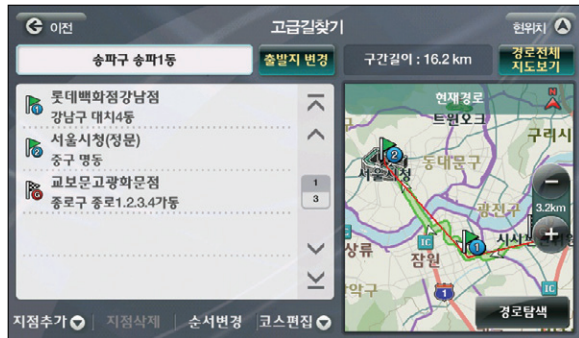 이전
고급길찾기
현위치
송파구 송파1동
출발지 변경
구간길이 : 16.2 km
경로전체
지도보기
롯데백화점강남점
강남구 대치4동
서울시청(정문)
중구 명동
교보문고광화문점
종로구 종로1.2.3.4가동
1
3
지점추가
지점삭제
순서변경
코스편집
현재경로
N
트윈오크
구리시
2
서울시청
동대문구
광진구
3.2km
1
IC
상류
잠원
악구
1
IC
경로탐색